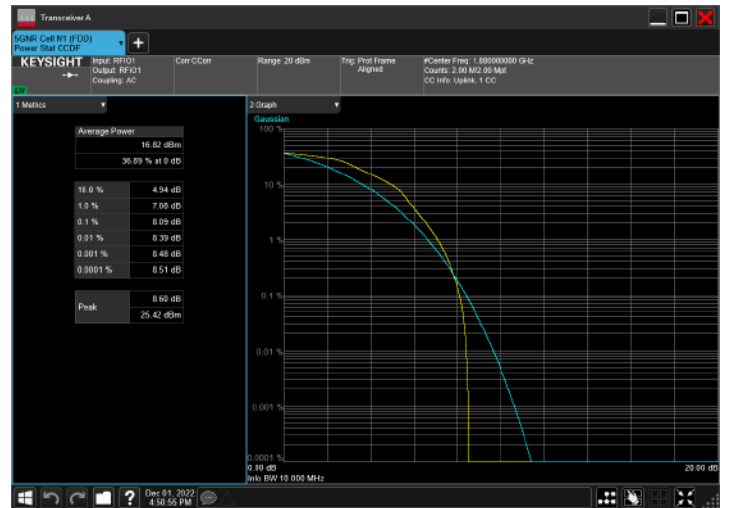 Transceiver A
5GNR Cell N1 (FDD)
Power Stat CCDF
KEYSIGHT
Input: RFIO1
Output: RFIO1
Coupling: AC
Corr CCorr
Range: 20 dBm
Trig: Prot Frame
Aligned
#Center Freq: 1.880000000 GHz
Counts: 2.00 M/2.00 Mpt
CC Info: Uplink, 1 CC
1 Metrics
Average Power
16.82 dBm
36.89 % at 0 dB
10.0 % 4.94 dB
1.0 % 7.08 dB
0.1 % 8.09 dB
0.01 % 8.39 dB
0.001 % 8.48 dB
0.0001 % 8.51 dB
Peak
8.60 dB
25.42 dBm
2 Graph
Gaussian
100 %
10 %
1 %
0.1 %
0.01 %
0.001 %
0.0001 %
0.00 dB
20.00 dB
Info BW 10.000 MHz
?
Dec 01, 2022
4:58:55 PM